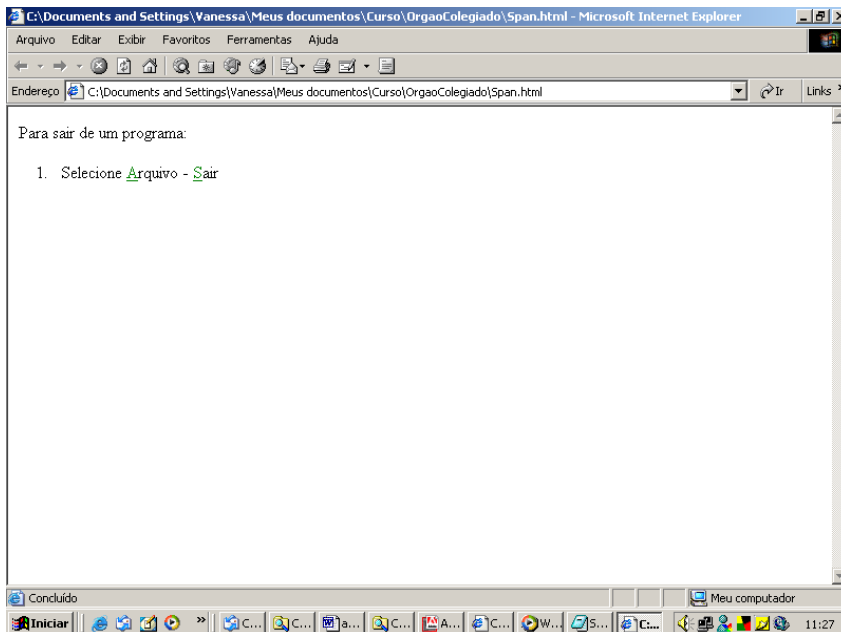 C:\Documents and Settings\Vanessa\Meus documentos\Curso\OrgaoColegiado\Span.html - Microsoft Internet Explorer
Arquivo Editar Exibir Favoritos Ferramentas Ajuda
Endereço C:\Documents and Settings\Vanessa\Meus documentos\Curso\OrgaoColegiado\Span.html Ir Links »
Para sair de um programa:
1. Selecione Arquivo - Sair
Concluído Meu computador
Iniciar » C... C... a... C... A... C... W... S... C:... 11:27